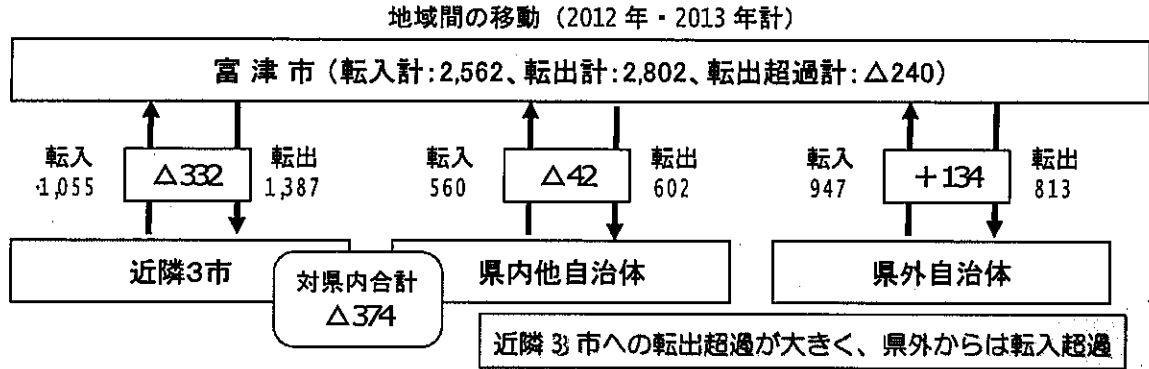 地域間の移動（2012年・2013年計）
富津市（転入計：2,562、転出計：2,802、転出超過計：△240）
転入
1,055
△332
転出
1,387
転入
560
△42
転出
602
転入
947
＋134
転出
813
近隣3市
対県内合計
△374
県内他自治体
県外自治体
近隣3市への転出超過が大きく、県外からは転入超過